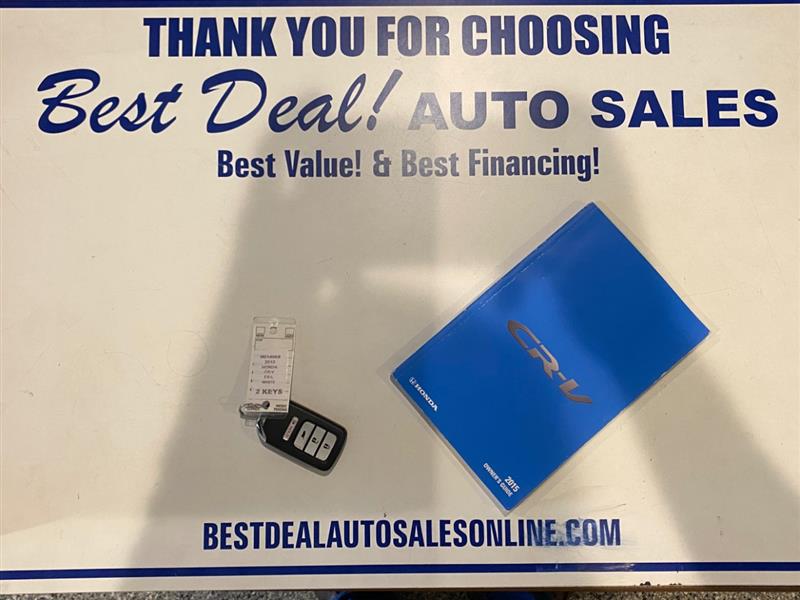 THANK YOU FOR CHOOSING
Best Deal! AUTO SALES
Best Value! & Best Financing!
2015
HONDA
CR-V
2 KEYS
CR-V
HONDA
2015
OWNER'S GUIDE
BESTDEALAUTOSALESONLINE.COM